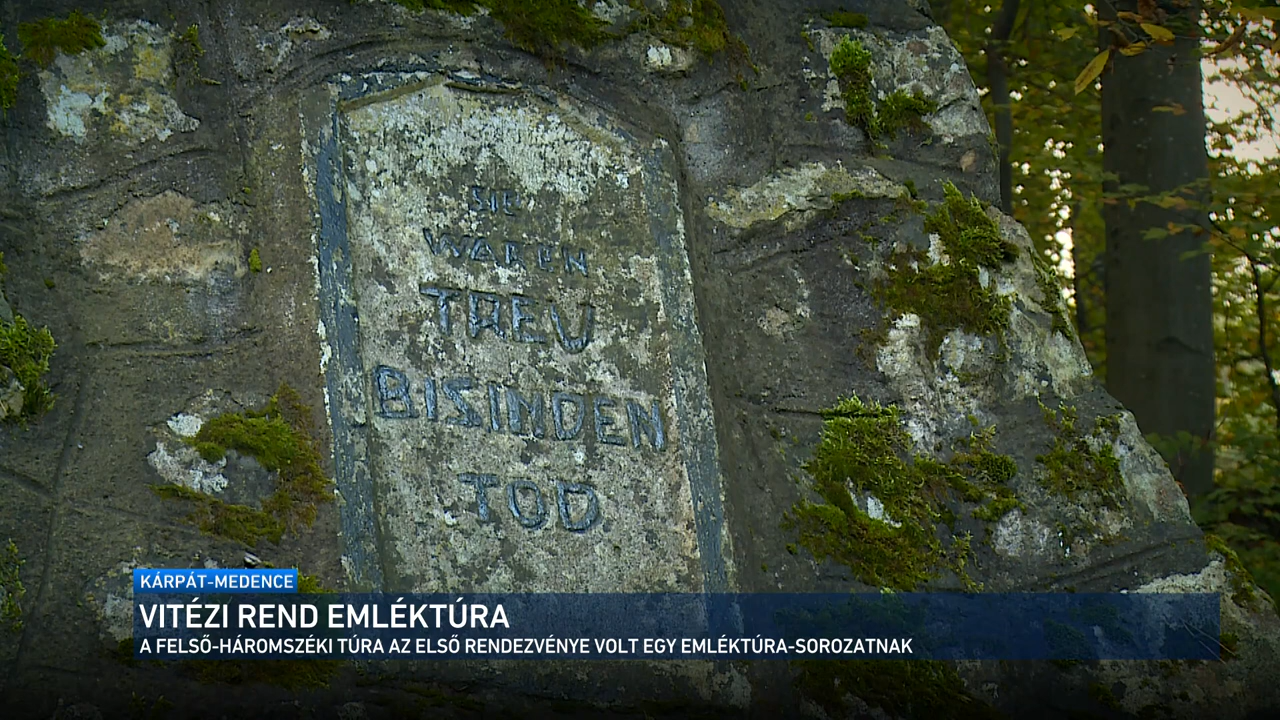 SIE
WAREN
TREU
BISINDEN
TOD
KÁRPÁT-MEDENCE
VITÉZI REND EMLÉKTÚRA
A FELSŐ-HÁROMSZÉKI TÚRA AZ ELSŐ RENDEZVÉNYE VOLT EGY EMLÉKTÚRA-SOROZATNAK